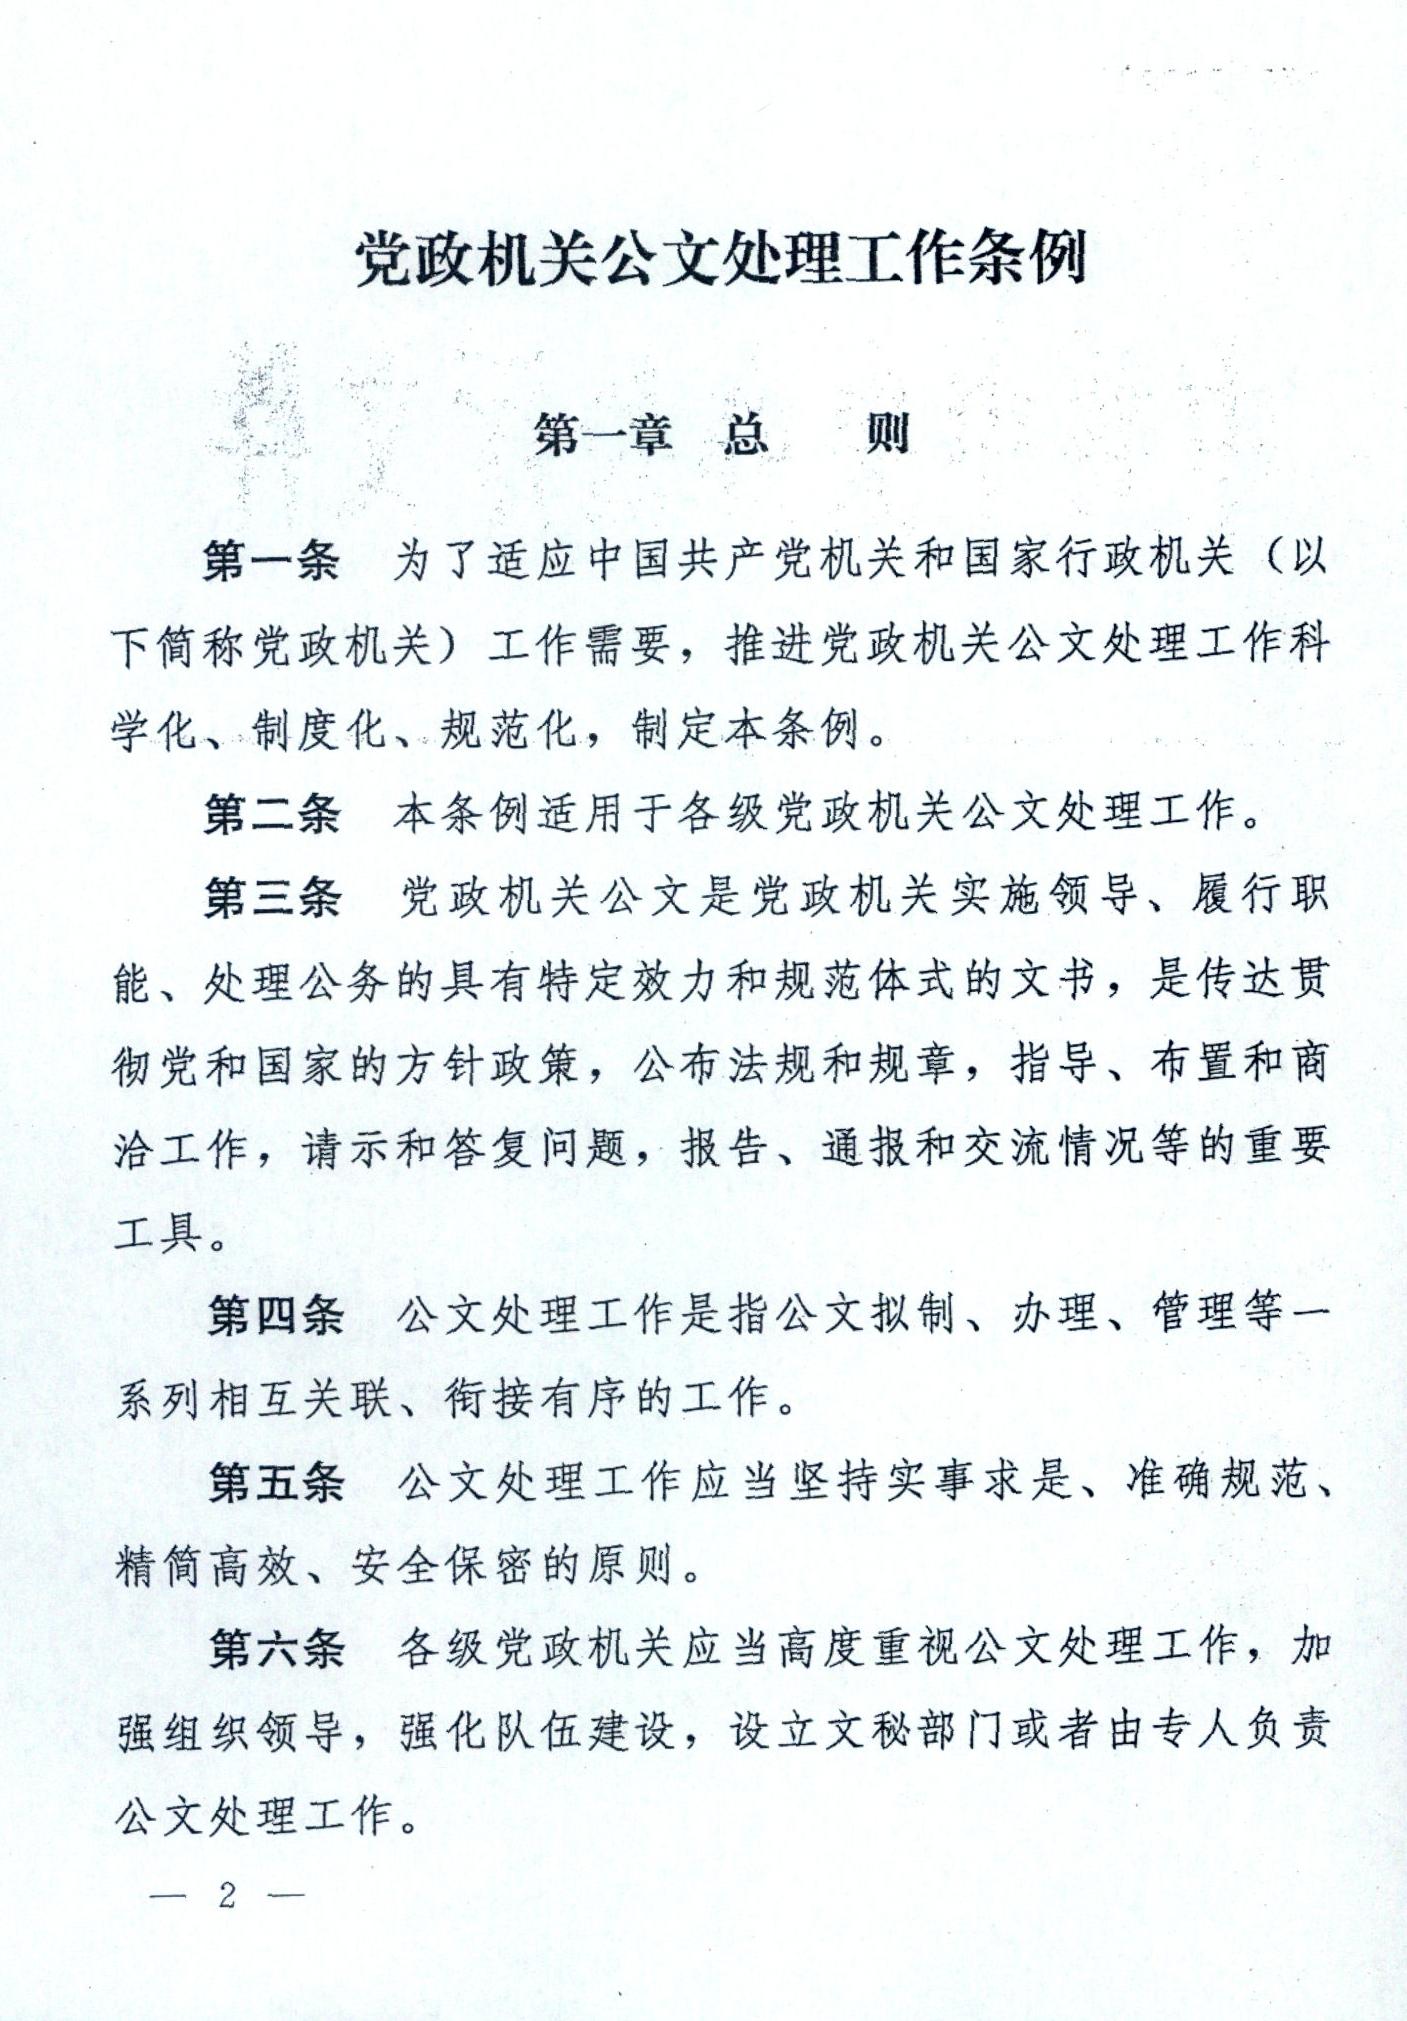 党政机关公文处理工作条例
第一章 总 则
第一条 为了适应中国共产党机关和国家行政机关（以
下简称党政机关）工作需要，推进党政机关公文处理工作科
学化、制度化、规范化，制定本条例。
第二条 本条例适用于各级党政机关公文处理工作。
第三条 党政机关公文是党政机关实施领导、履行职
能、处理公务的具有特定效力和规范体式的文书，是传达贯
彻党和国家的方针政策，公布法规和规章，指导、布置和商
洽工作，请示和答复问题，报告、通报和交流情况等的重要
工具。
第四条 公文处理工作是指公文拟制、办理、管理等一
系列相互关联、衔接有序的工作。
第五条 公文处理工作应当坚持实事求是、准确规范、
精简高效、安全保密的原则。
第六条 各级党政机关应当高度重视公文处理工作，加
强组织领导，强化队伍建设，设立文秘部门或者由专人负责
公文处理工作。
— 2 —